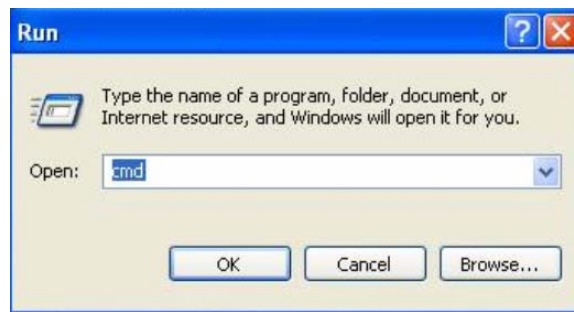 Run
Type the name of a program, folder, document, or
Internet resource, and Windows will open it for you.
Open: cmd
OK Cancel Browse...